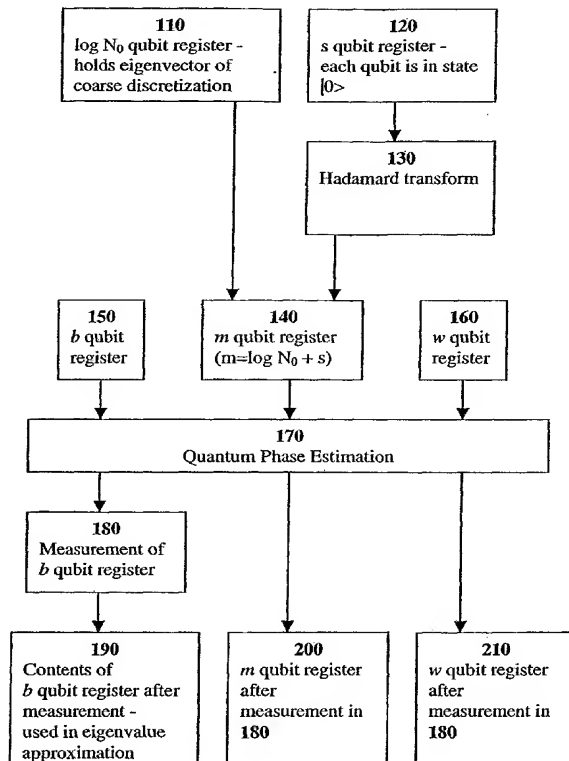 110
log N₀ qubit register -
holds eigenvector of
coarse discretization
120
s qubit register -
each qubit is in state
|0>
130
Hadamard transform
150
b qubit
register
140
m qubit register
(m=log N₀ + s)
160
w qubit
register
170
Quantum Phase Estimation
180
Measurement of
b qubit register
190
Contents of
b qubit register after
measurement -
used in eigenvalue
approximation
200
m qubit register
after
measurement in
180
210
w qubit register
after
measurement in
180